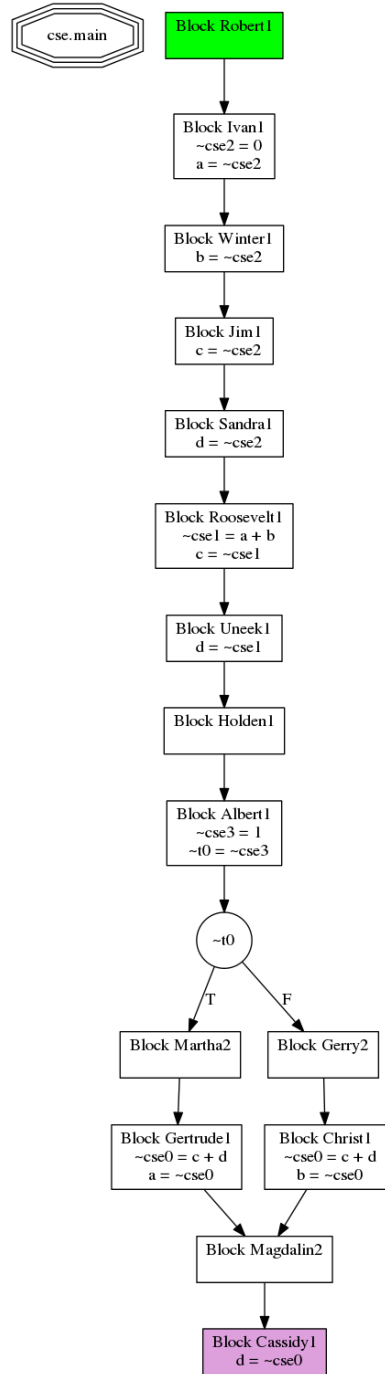 cse.main
Block Robert1
Block Ivan1
~cse2 = 0
a = ~cse2
Block Winter1
b = ~cse2
Block Jim1
c = ~cse2
Block Sandra1
d = ~cse2
Block Roosevelt1
~cse1 = a + b
c = ~cse1
Block Uneek1
d = ~cse1
Block Holden1
Block Albert1
~cse3 = 1
~t0 = ~cse3
~t0
T
F
Block Martha2
Block Gerry2
Block Gertrude1
~cse0 = c + d
a = ~cse0
Block Christ1
~cse0 = c + d
b = ~cse0
Block Magdalin2
Block Cassidy1
d = ~cse0